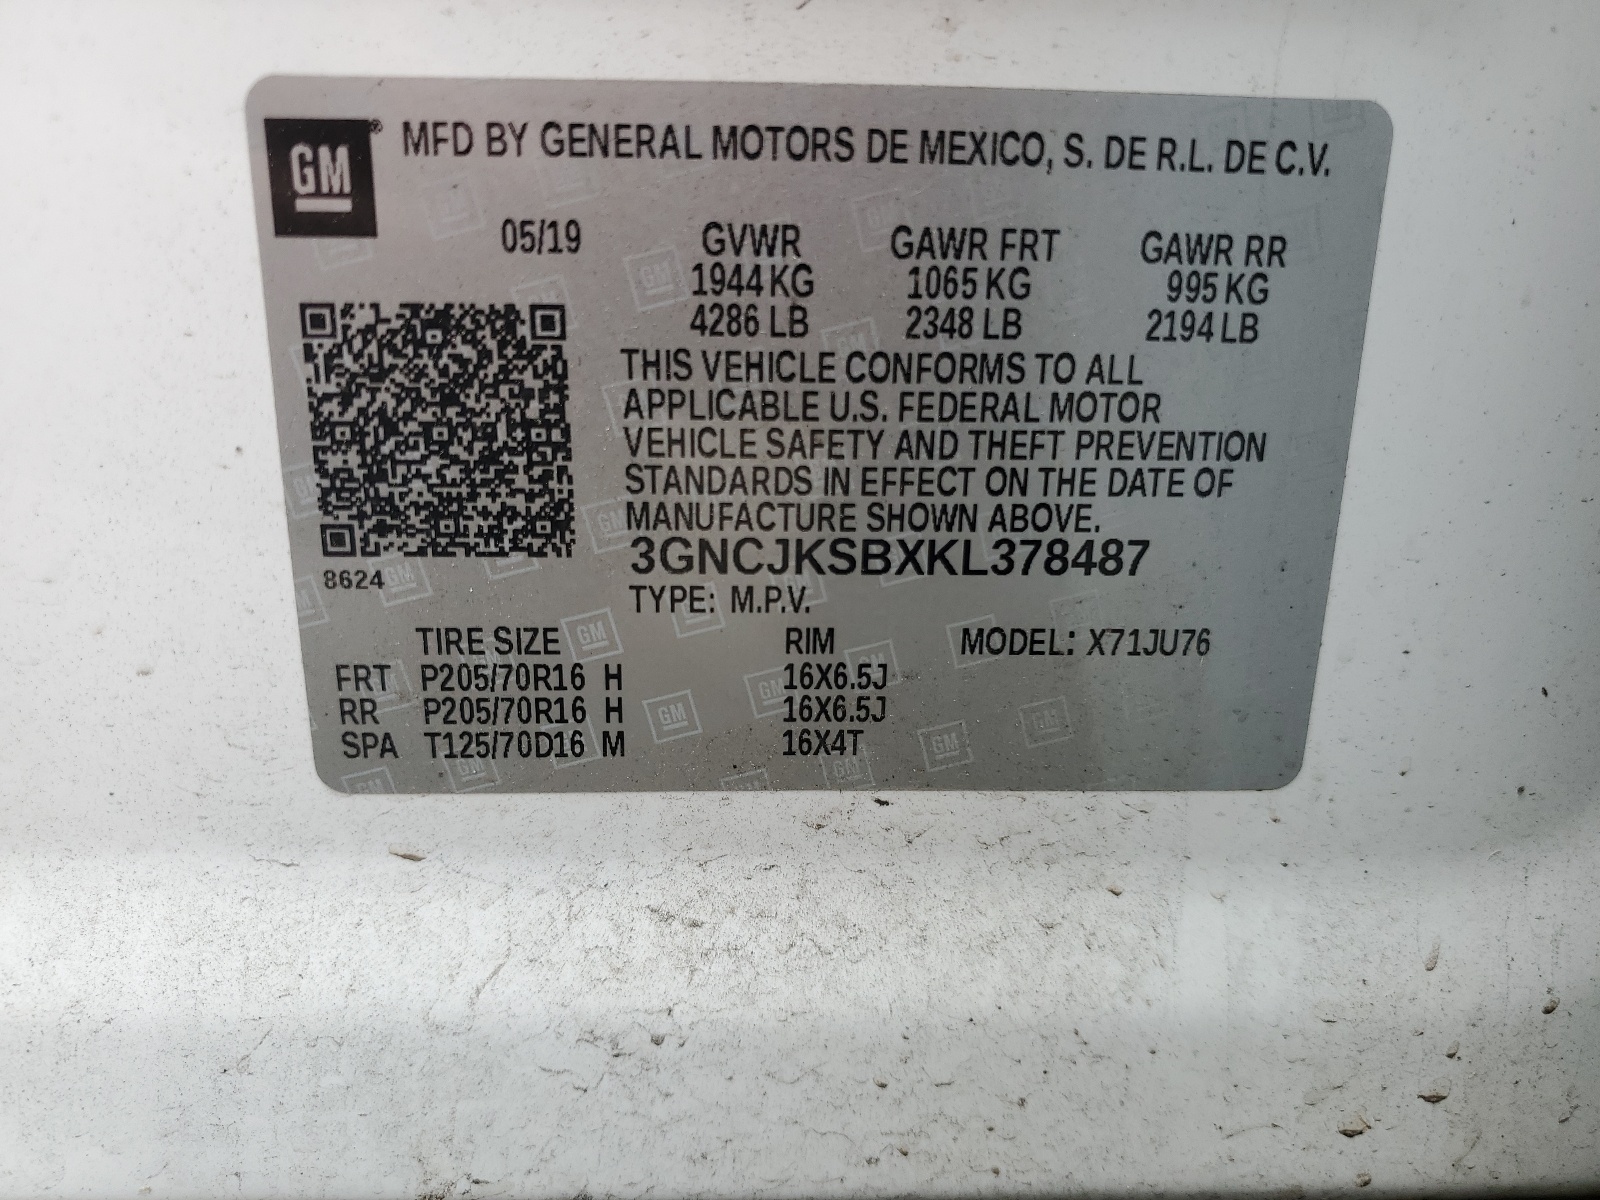 GM® MFD BY GENERAL MOTORS DE MEXICO, S. DE R.L. DE C.V.
05/19 GVWR GAWR FRT GAWR RR
1944 KG 1065 KG 995 KG
4286 LB 2348 LB 2194 LB
THIS VEHICLE CONFORMS TO ALL
APPLICABLE U.S. FEDERAL MOTOR
VEHICLE SAFETY AND THEFT PREVENTION
STANDARDS IN EFFECT ON THE DATE OF
MANUFACTURE SHOWN ABOVE.
3GNCJKSBXKL378487
8624
TYPE: M.P.V.
TIRE SIZE RIM MODEL: X71JU76
FRT P205/70R16 H 16X6.5J
RR P205/70R16 H 16X6.5J
SPA T125/70D16 M 16X4T